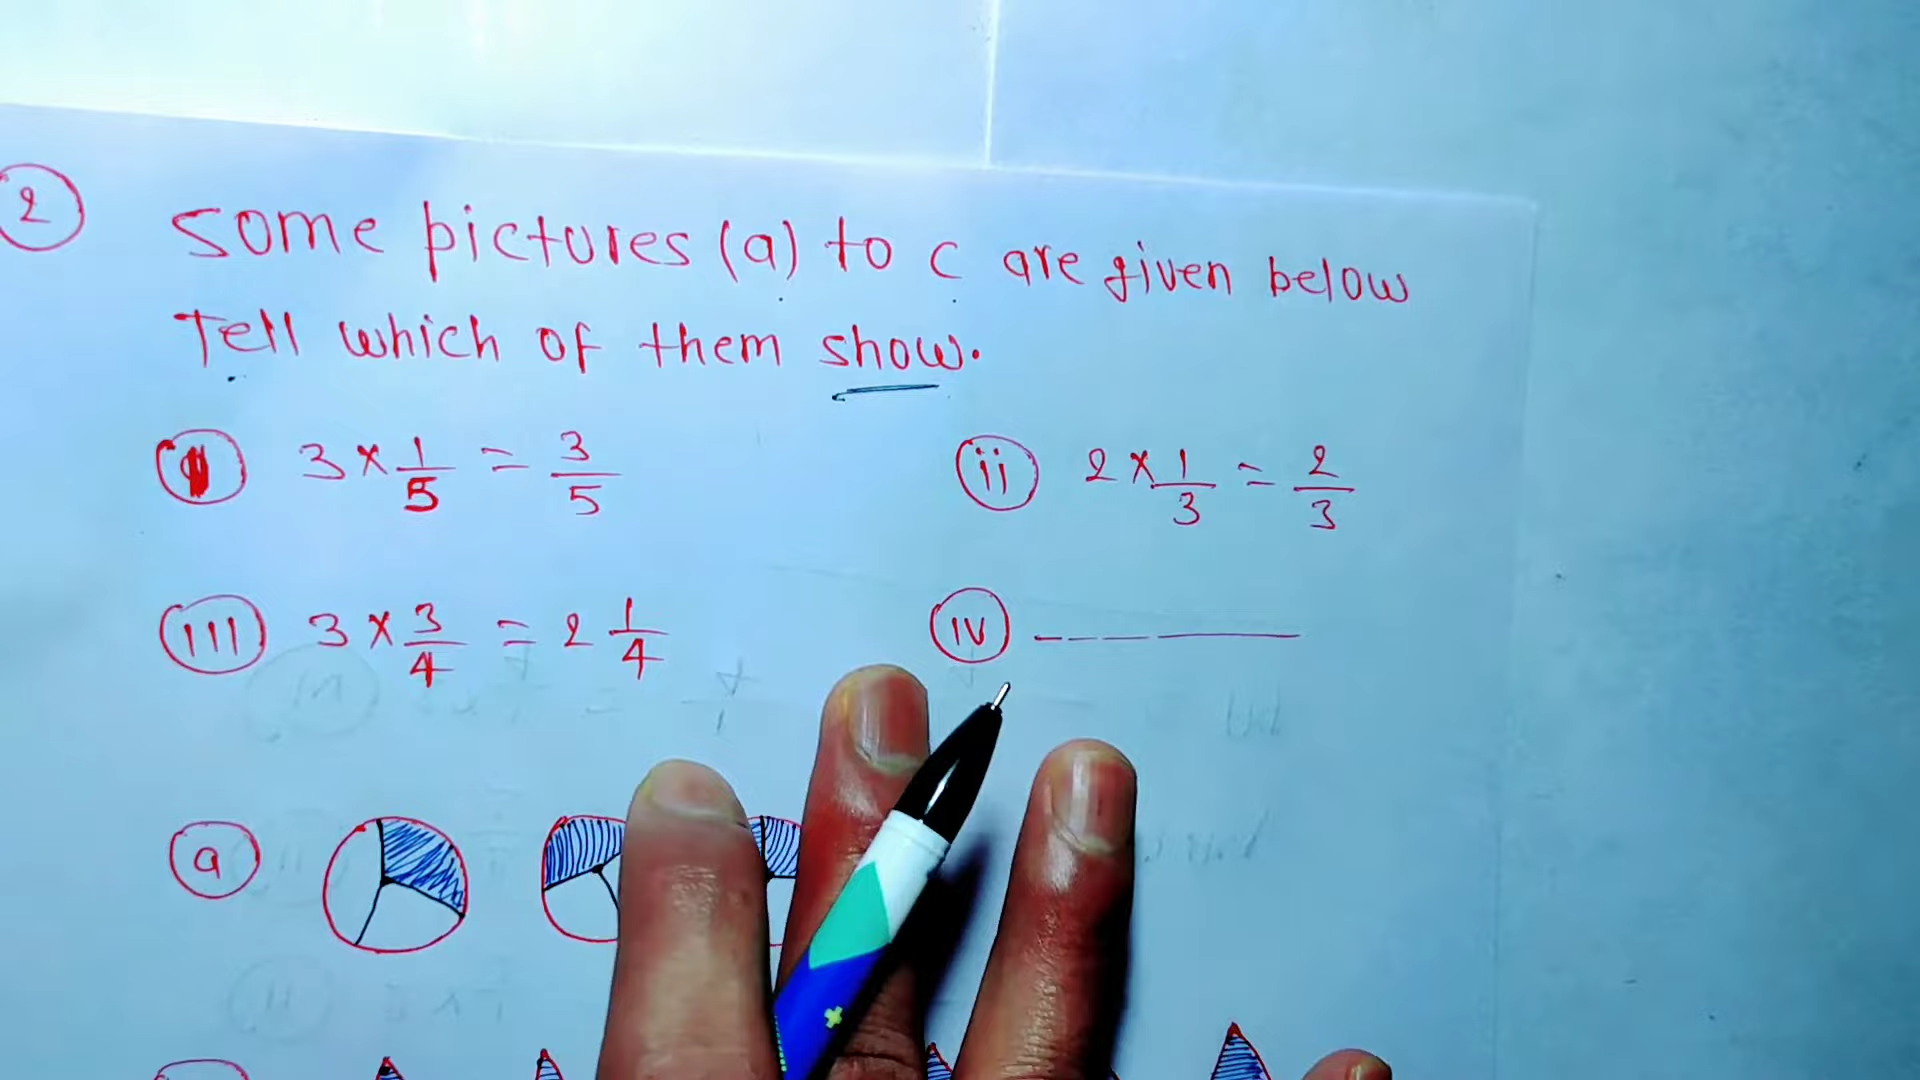 2 Some pictures (a) to c are given below
Tell which of them show.
3 × 1/5 = 3/5
ii 2 × 1/3 = 2/3
iii 3 × 3/4 = 2 1/4
iv
a